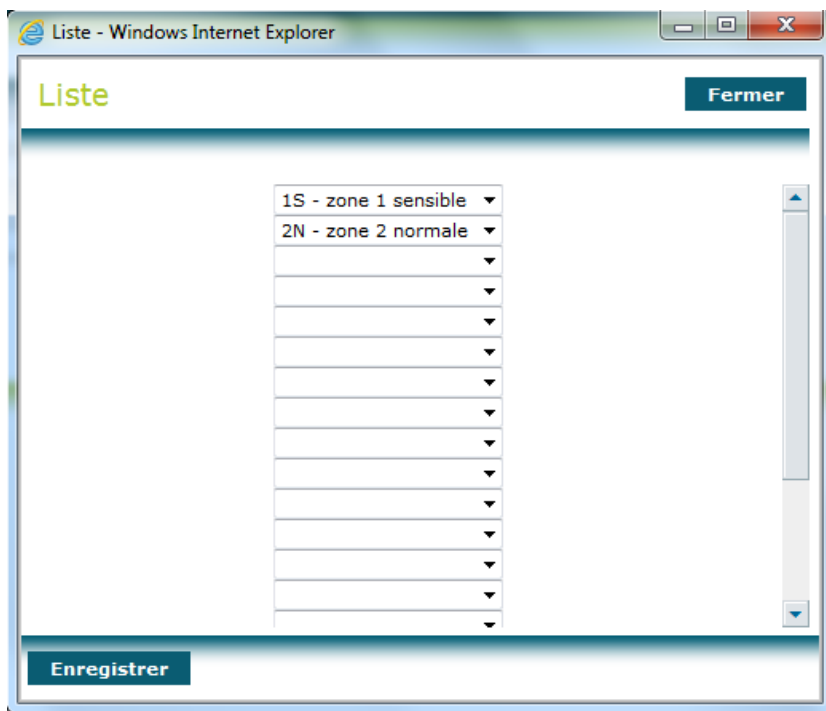 Liste - Windows Internet Explorer
Liste
Fermer
1S - zone 1 sensible
2N - zone 2 normale
Enregistrer